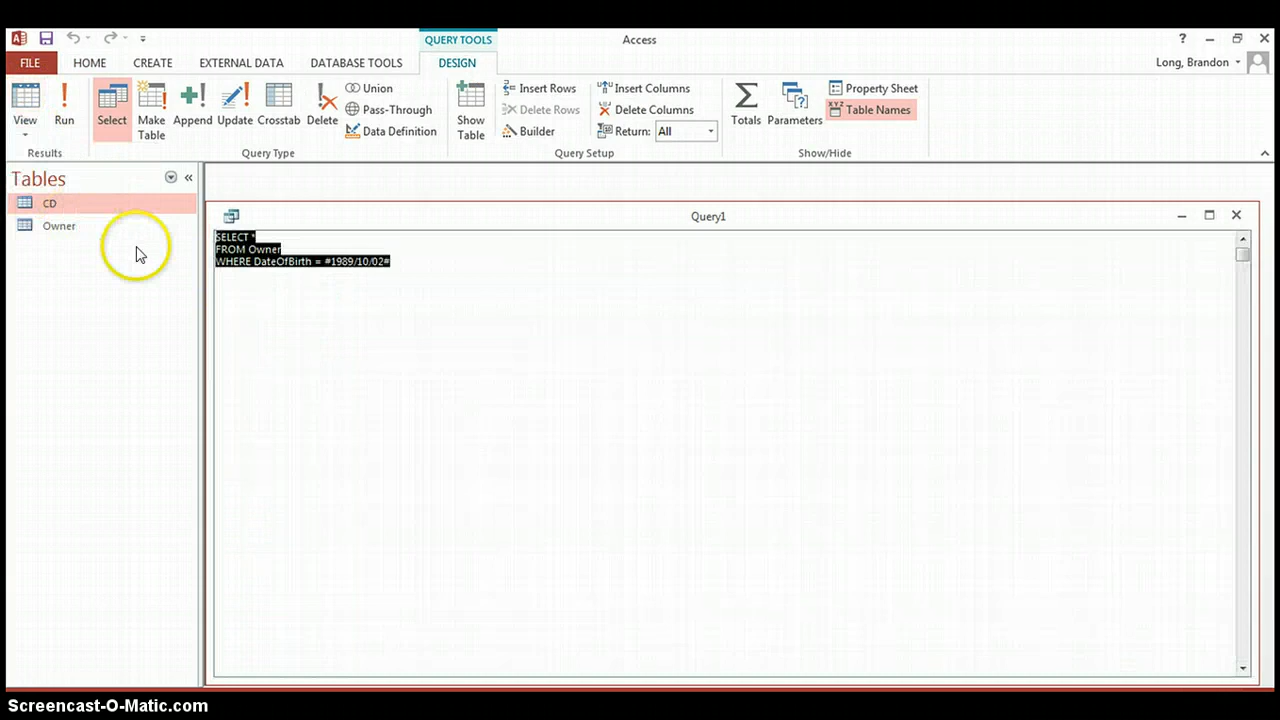 QUERY TOOLS
Access
?
FILE
HOME
CREATE
EXTERNAL DATA
DATABASE TOOLS
DESIGN
Long, Brandon
View
Run
Select
Make Table
Append
Update
Crosstab
Delete
Union
Pass-Through
Data Definition
Show Table
Insert Rows
Delete Rows
Builder
Insert Columns
Delete Columns
Return: All
Totals
Parameters
Property Sheet
XYZ
Table Names
Results
Query Type
Query Setup
Show/Hide
Tables
CD
Owner
Query1
SELECT *
FROM Owner
WHERE DateOfBirth = #1989/10/02#
Screencast-O-Matic.com